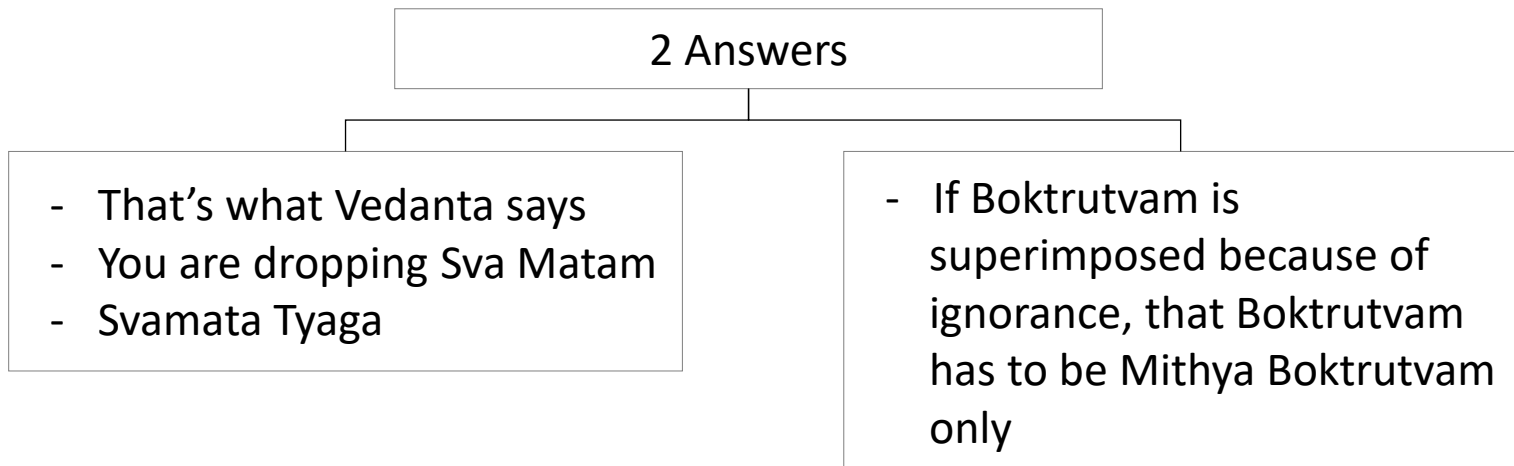 2 Answers
- That's what Vedanta says
- You are dropping Sva Matam
- Svamata Tyaga
- If Boktrutvam is
superimposed because of
ignorance, that Boktrutvam
has to be Mithya Boktrutvam
only